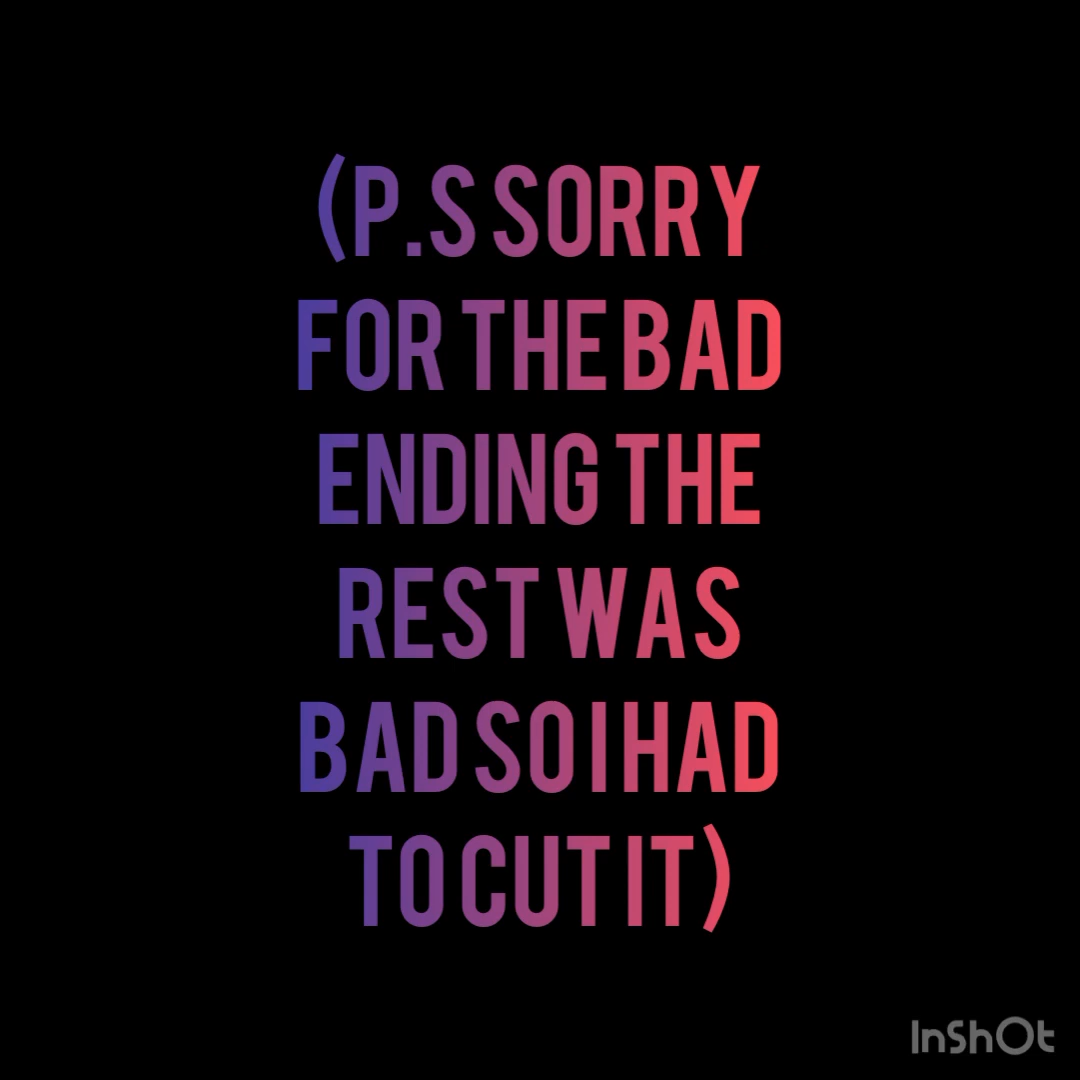 (P.S SORRY
FOR THE BAD
ENDING THE
REST WAS
BAD SO I HAD
TO CUT IT)
InShOt